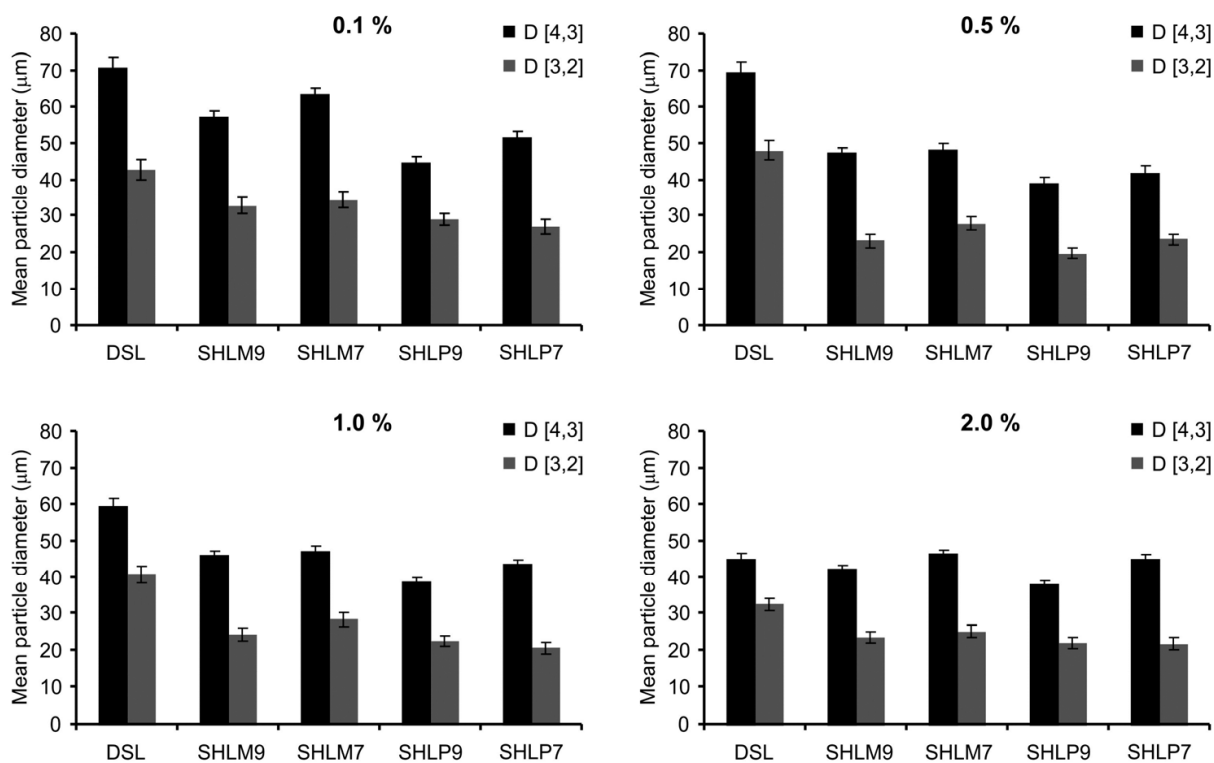 0.1 %
D [4,3]
D [3,2]
Mean particle diameter (μm)
80
70
60
50
40
30
20
10
0
DSL SHLM9 SHLM7 SHLP9 SHLP7
0.5 %
D [4,3]
D [3,2]
Mean particle diameter (μm)
80
70
60
50
40
30
20
10
0
DSL SHLM9 SHLM7 SHLP9 SHLP7
1.0 %
D [4,3]
D [3,2]
Mean particle diameter (μm)
80
70
60
50
40
30
20
10
0
DSL SHLM9 SHLM7 SHLP9 SHLP7
2.0 %
D [4,3]
D [3,2]
Mean particle diameter (μm)
80
70
60
50
40
30
20
10
0
DSL SHLM9 SHLM7 SHLP9 SHLP7